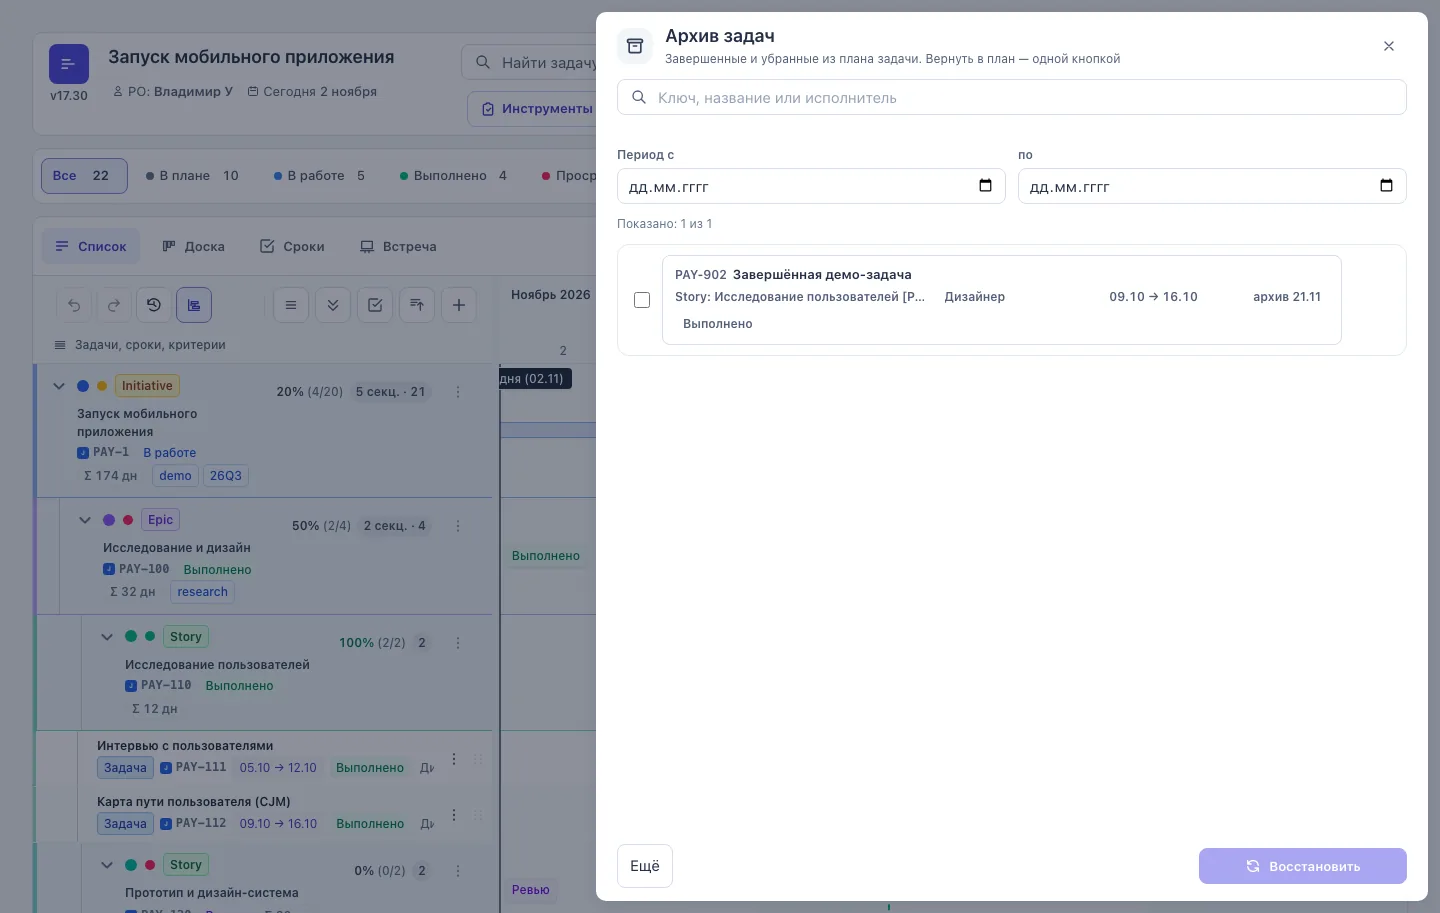 Запуск мобильного приложения
v17.30
PO: Владимир У
Сегодня 2 ноября
Найти задачу
Инструменты
Все 22
В плане 10
В работе 5
Выполнено 4
Проср
Список
Доска
Сроки
Встреча
Ноябрь 2026
Задачи, сроки, критерии
2
дня (02.11)
Initiative
20% (4/20)
5 секц. · 21
Запуск мобильного
приложения
PAY-1 В работе
Σ 174 дн demo 26Q3
Epic
50% (2/4)
2 секц. · 4
Исследование и дизайн
PAY-100 Выполнено
Σ 32 дн research
Выполнено
Story
100% (2/2) 2
Исследование пользователей
PAY-110 Выполнено
Σ 12 дн
Интервью с пользователями
Задача PAY-111 05.10 → 12.10 Выполнено Ди
Карта пути пользователя (CJM)
Задача PAY-112 09.10 → 16.10 Выполнено Ди
Story
0% (0/2) 2
Прототип и дизайн-система
Ревью
Архив задач
Завершенные и убранные из плана задачи. Вернуть в план — одной кнопкой
Ключ, название или исполнитель
Период с
по
дд.мм.гггг
дд.мм.гггг
Показано: 1 из 1
PAY-902 Завершённая демо-задача
Story: Исследование пользователей [P... Дизайнер 09.10 → 16.10 архив 21.11
Выполнено
Ещё
Восстановить